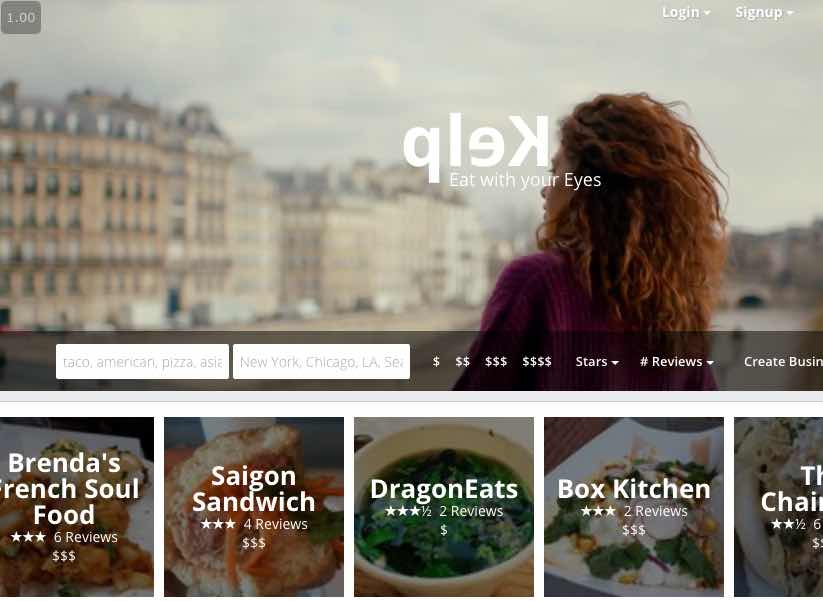 1.00
Login
Signup
Kelp
Eat with your Eyes
taco, american, pizza, asia
New York, Chicago, LA, Sea
$ $$ $$$ $$$$ Stars # Reviews Create Busin
Brenda's
French Soul
Food
★★★ 6 Reviews
$$$
Saigon
Sandwich
★★★ 4 Reviews
$$$
DragonEats
★★★½ 2 Reviews
$
Box Kitchen
★★★ 2 Reviews
$$$
Th
Chair
★★½ 6
$$